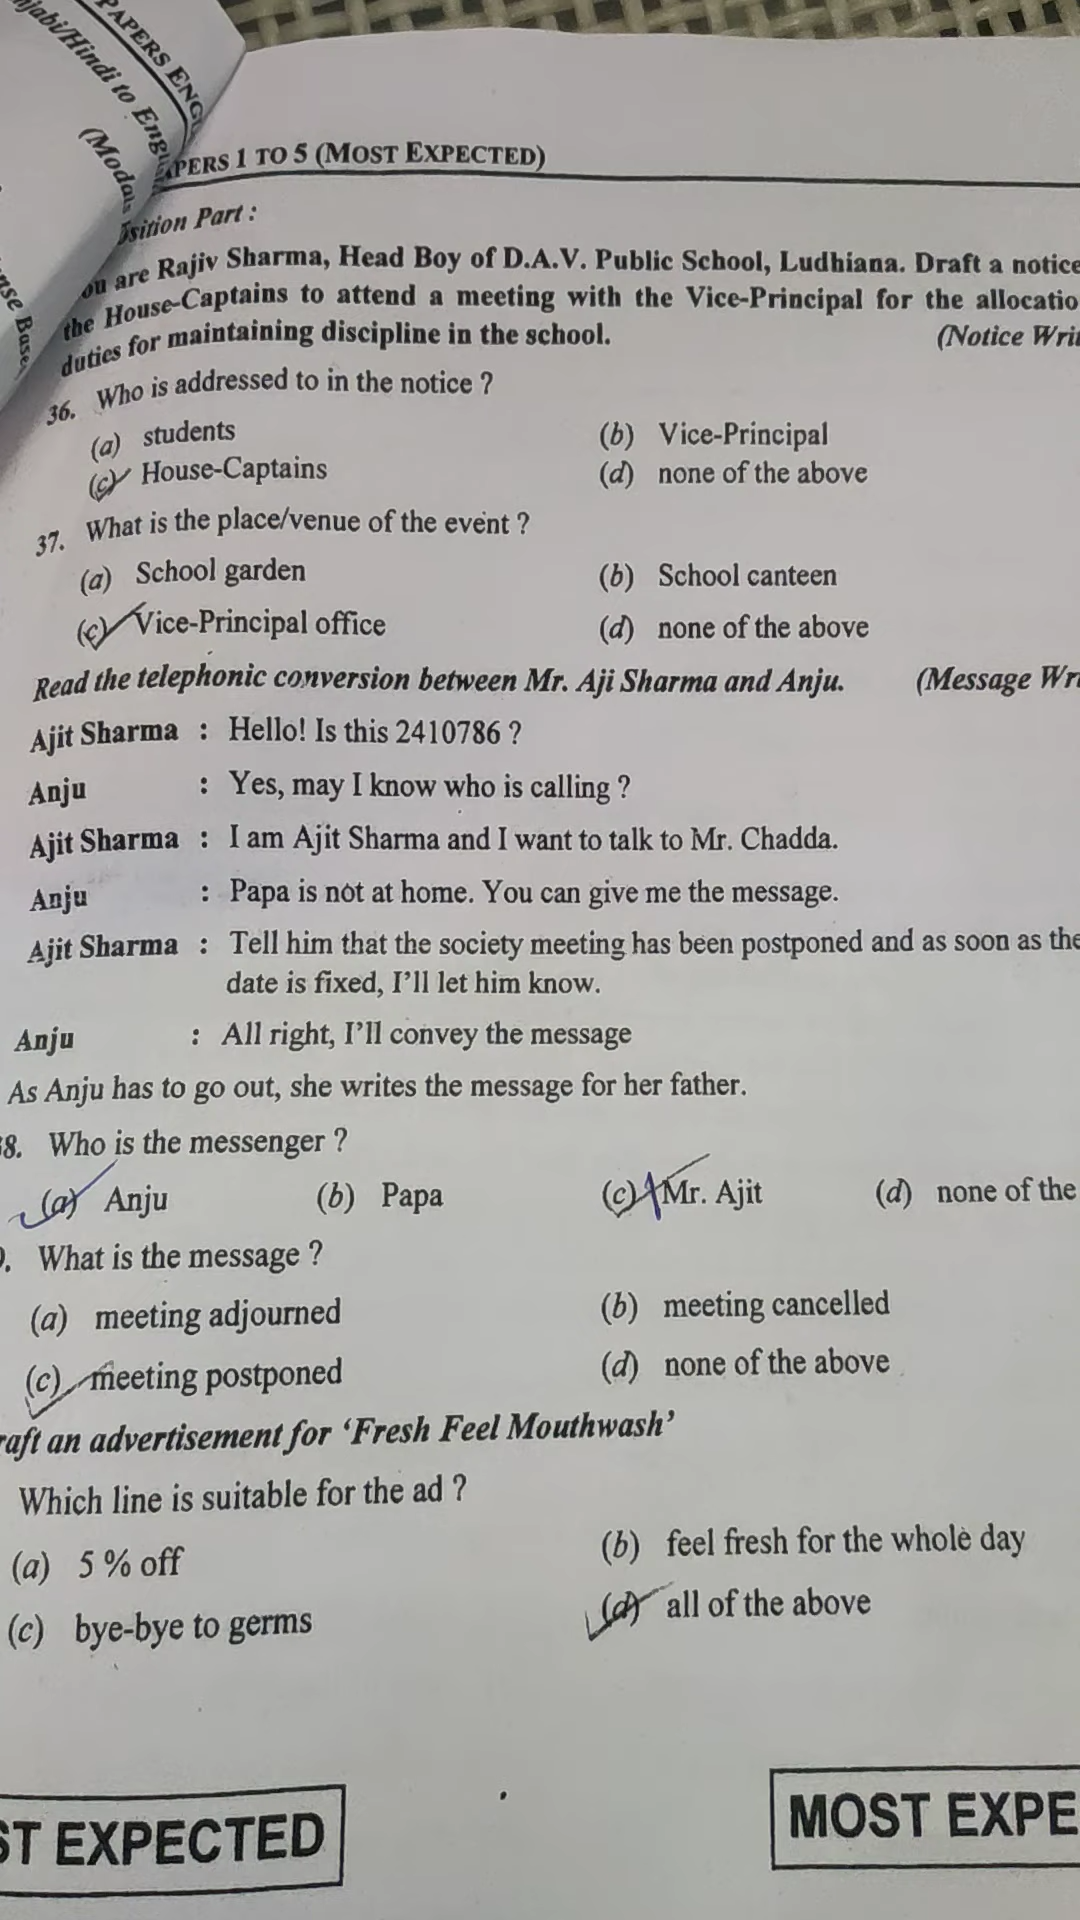 PAPERS ENG
jabi/Hindi to Eng
(Modals
nse Base
PERS 1 TO 5 (MOST EXPECTED)
sition Part :
ou are Rajiv Sharma, Head Boy of D.A.V. Public School, Ludhiana. Draft a notice
the House-Captains to attend a meeting with the Vice-Principal for the allocatio
duties for maintaining discipline in the school. (Notice Writ
36. Who is addressed to in the notice ?
(a) students (b) Vice-Principal
(c) House-Captains (d) none of the above
37. What is the place/venue of the event ?
(a) School garden (b) School canteen
(c) Vice-Principal office (d) none of the above
Read the telephonic conversion between Mr. Aji Sharma and Anju. (Message Wri
Ajit Sharma : Hello! Is this 2410786 ?
Anju : Yes, may I know who is calling ?
Ajit Sharma : I am Ajit Sharma and I want to talk to Mr. Chadda.
Anju : Papa is not at home. You can give me the message.
Ajit Sharma : Tell him that the society meeting has been postponed and as soon as the
date is fixed, I'll let him know.
Anju : All right, I'll convey the message
As Anju has to go out, she writes the message for her father.
38. Who is the messenger ?
(a) Anju (b) Papa (c) Mr. Ajit (d) none of the
. What is the message ?
(a) meeting adjourned (b) meeting cancelled
(c) meeting postponed (d) none of the above
raft an advertisement for ‘Fresh Feel Mouthwash’
Which line is suitable for the ad ?
(a) 5 % off (b) feel fresh for the whole day
(c) bye-bye to germs (d) all of the above
ST EXPECTED MOST EXPE